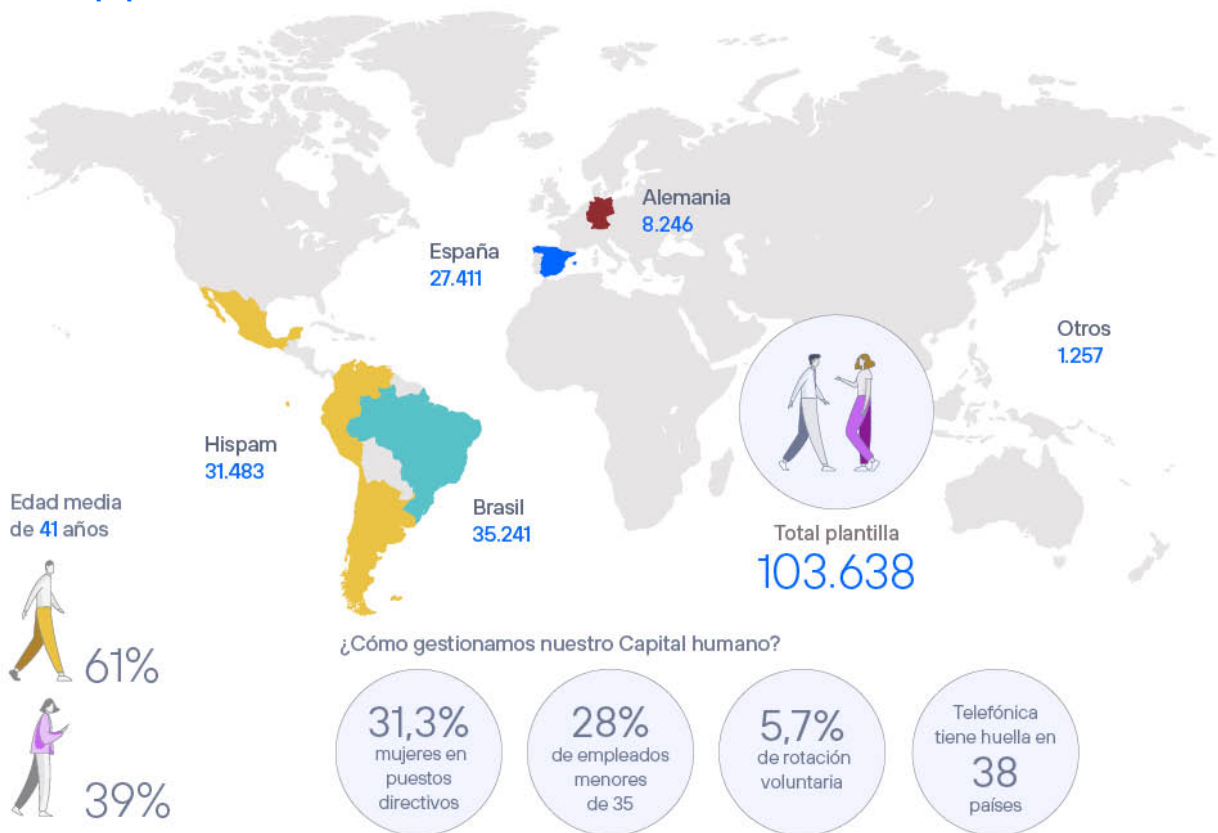 Alemania
8.246
España
27.411
Otros
1.257
Hispam
31.483
Brasil
35.241
Total plantilla
103.638
Edad media
de 41 años
61%
39%
¿Cómo gestionamos nuestro Capital humano?
31,3%
mujeres en
puestos
directivos
28%
de empleados
menores
de 35
5,7%
de rotación
voluntaria
Telefónica
tiene huella en
38
países